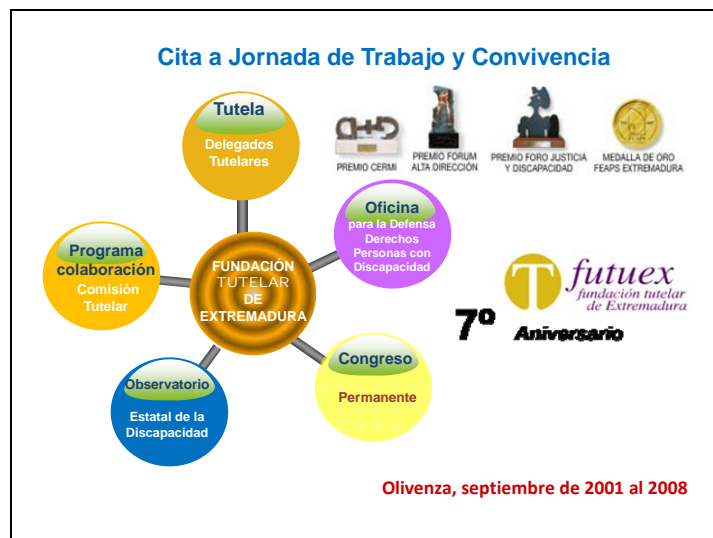 Cita a Jornada de Trabajo y Convivencia
Tutela
Delegados
Tutelares
PREMIO CERMI
PREMIO FORUM
ALTA DIRECCIÓN
PREMIO FORO JUSTICIA
Y DISCAPACIDAD
MEDALLA DE ORO
FEAPS EXTREMADURA
Oficina
para la Defensa
Derechos
Personas con
Discapacidad
Programa
colaboración
Comisión
Tutelar
FUNDACIÓN
TUTELAR
DE
EXTREMADURA
T futuex
fundación tutelar
de Extremadura
7º Aniversario
Congreso
Permanente
Observatorio
Estatal de la
Discapacidad
Olivenza, septiembre de 2001 al 2008